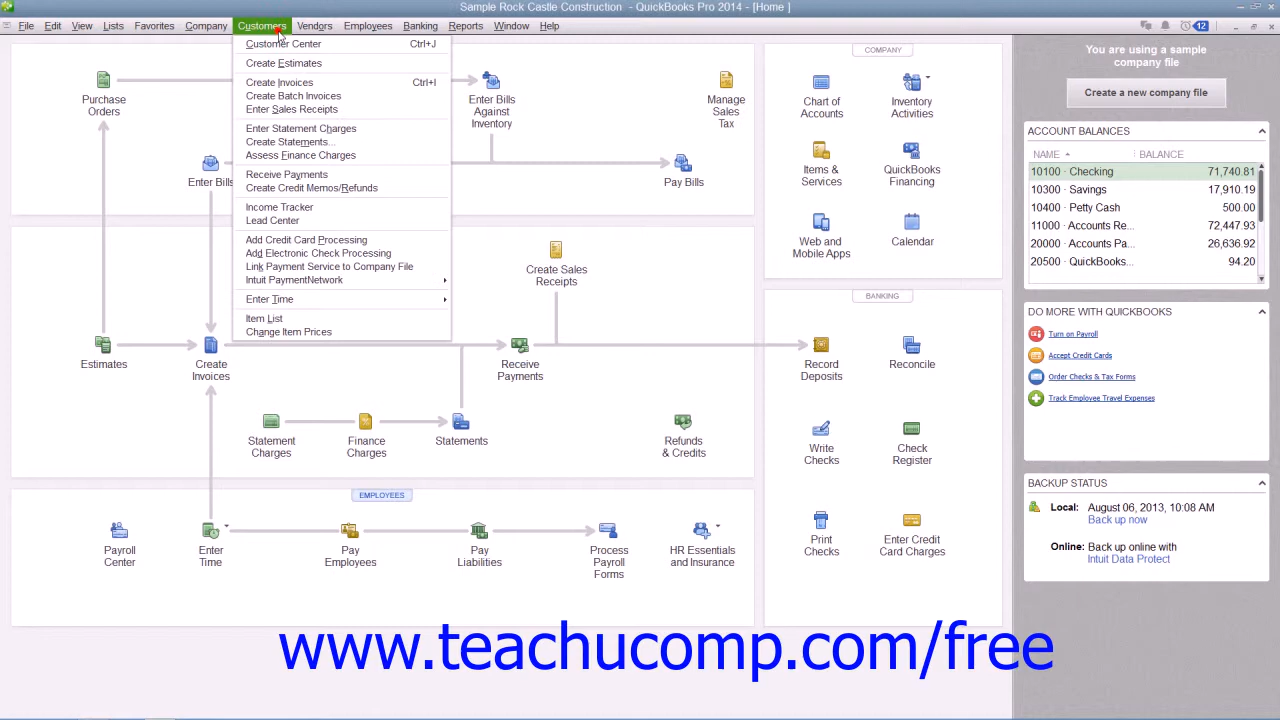 Sample Rock Castle Construction - QuickBooks Pro 2014 - [Home ]
File Edit View Lists Favorites Company Customers Vendors Employees Banking Reports Window Help
12
Customer Center Ctrl+J
Create Estimates
Create Invoices Ctrl+I
Create Batch Invoices
Enter Sales Receipts
Enter Statement Charges
Create Statements...
Assess Finance Charges
Receive Payments
Create Credit Memos/Refunds
Income Tracker
Lead Center
Add Credit Card Processing
Add Electronic Check Processing
Link Payment Service to Company File
Intuit PaymentNetwork
Enter Time
Item List
Change Item Prices
Purchase
Orders
Enter Bills
Against
Inventory
Manage
Sales
Tax
Enter Bills
Pay Bills
Create Sales
Receipts
Estimates
Create
Invoices
Receive
Payments
Statement
Charges
Finance
Charges
Statements
Refunds
& Credits
EMPLOYEES
Payroll
Center
Enter
Time
Pay
Employees
Pay
Liabilities
Process
Payroll
Forms
HR Essentials
and Insurance
COMPANY
Chart of
Accounts
Inventory
Activities
Items &
Services
QuickBooks
Financing
Web and
Mobile Apps
Calendar
BANKING
Record
Deposits
Reconcile
Write
Checks
Check
Register
Print
Checks
Enter Credit
Card Charges
You are using a sample
company file
Create a new company file
ACCOUNT BALANCES
NAME BALANCE
10100 · Checking 71,740.81
10300 · Savings 17,910.19
10400 · Petty Cash 500.00
11000 · Accounts Re... 72,447.93
20000 · Accounts Pa... 26,636.92
20500 · QuickBooks... 94.20
DO MORE WITH QUICKBOOKS
Turn on Payroll
Accept Credit Cards
Order Checks & Tax Forms
Track Employee Travel Expenses
BACKUP STATUS
Local: August 06, 2013, 10:08 AM
Back up now
Online: Back up online with
Intuit Data Protect
www.teachucomp.com/free